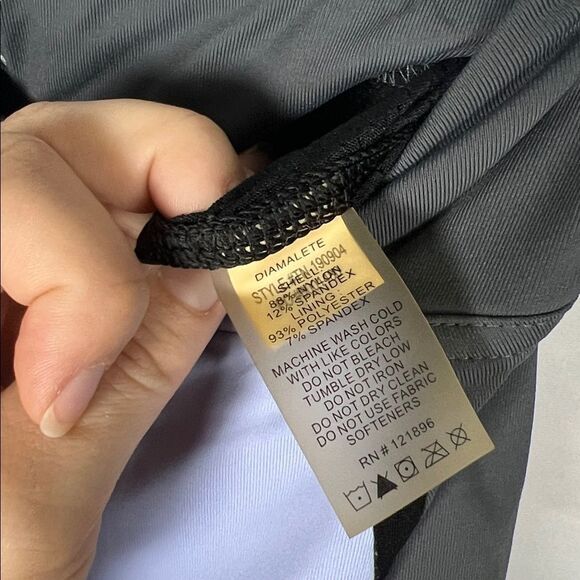 DIAMALETE
STYLE#TN 190904
SHELL:
88% NYLON
12% SPANDEX
LINING:
93% POLYESTER
7% SPANDEX
MACHINE WASH COLD
WITH LIKE COLORS
DO NOT BLEACH
TUMBLE DRY LOW
DO NOT IRON
DO NOT DRY CLEAN
DO NOT USE FABRIC
SOFTENERS
RN # 121896